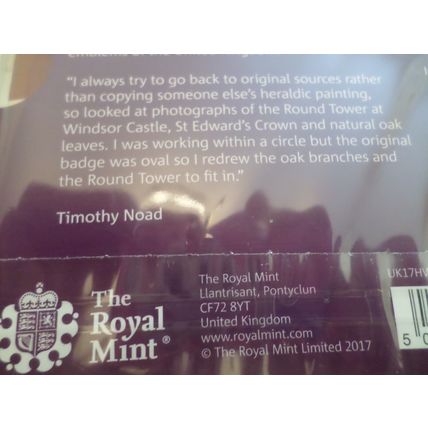 “I always try to go back to original sources rather
than copying someone else’s heraldic painting,
so looked at photographs of the Round Tower at
Windsor Castle, St Edward’s Crown and natural oak
leaves. I was working within a circle but the original
badge was oval so I redrew the oak branches and
the Round Tower to fit in.”
Timothy Noad
The
Royal
Mint®
The Royal Mint
Llantrisant, Pontyclun
CF72 8YT
United Kingdom
www.royalmint.com
© The Royal Mint Limited 2017
UK17HW
5 0